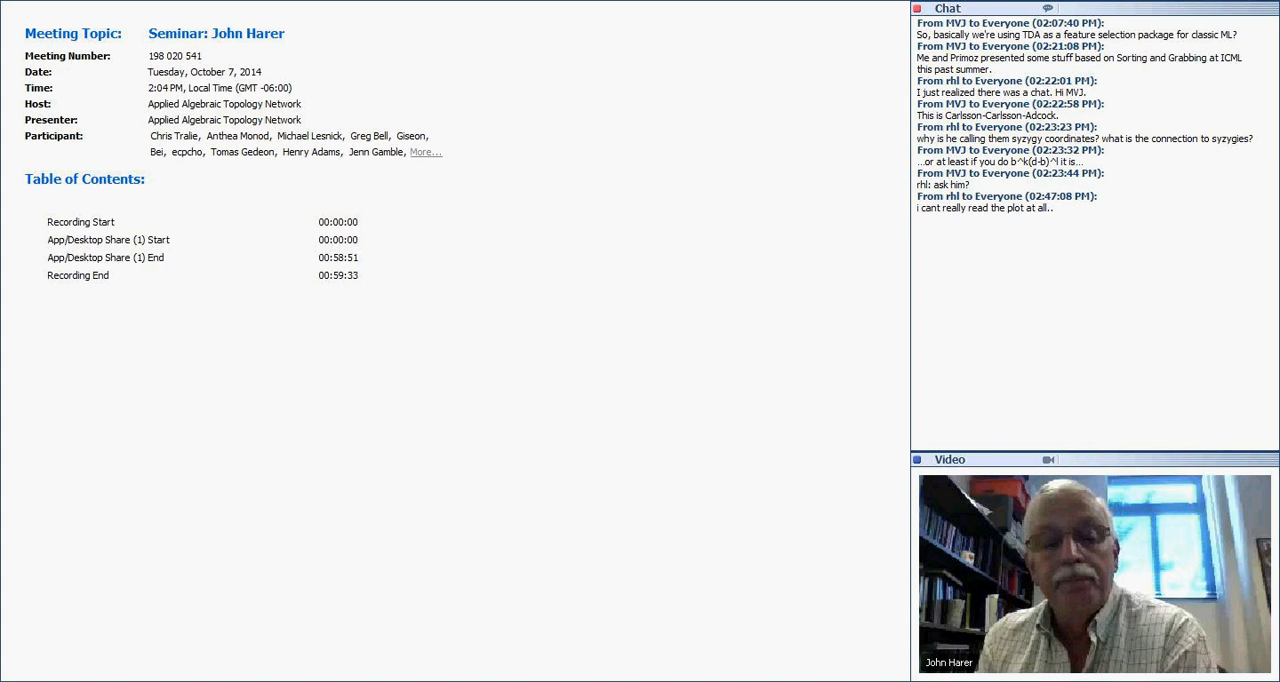 Meeting Topic: Seminar: John Harer
Meeting Number: 198 020 541
Date: Tuesday, October 7, 2014
Time: 2:04 PM, Local Time (GMT -06:00)
Host: Applied Algebraic Topology Network
Presenter: Applied Algebraic Topology Network
Participant: Chris Tralie, Anthea Monod, Michael Lesnick, Greg Bell, Giseon,
Bei, ecpcho, Tomas Gedeon, Henry Adams, Jenn Gamble, More...
Table of Contents:
Recording Start 00:00:00
App/Desktop Share (1) Start 00:00:00
App/Desktop Share (1) End 00:58:51
Recording End 00:59:33
Chat
From MVJ to Everyone (02:07:40 PM):
So, basically we're using TDA as a feature selection package for classic ML?
From MVJ to Everyone (02:21:08 PM):
Me and Primoz presented some stuff based on Sorting and Grabbing at ICML
this past summer.
From rhl to Everyone (02:22:01 PM):
I just realized there was a chat. Hi MVJ.
From MVJ to Everyone (02:22:58 PM):
This is Carlsson-Carlsson-Adcock.
From rhl to Everyone (02:23:23 PM):
why is he calling them syzygy coordinates? what is the connection to syzygies?
From MVJ to Everyone (02:23:32 PM):
...or at least if you do b^k(d-b)^l it is...
From MVJ to Everyone (02:23:44 PM):
rhl: ask him?
From rhl to Everyone (02:47:08 PM):
i cant really read the plot at all..
Video
John Harer